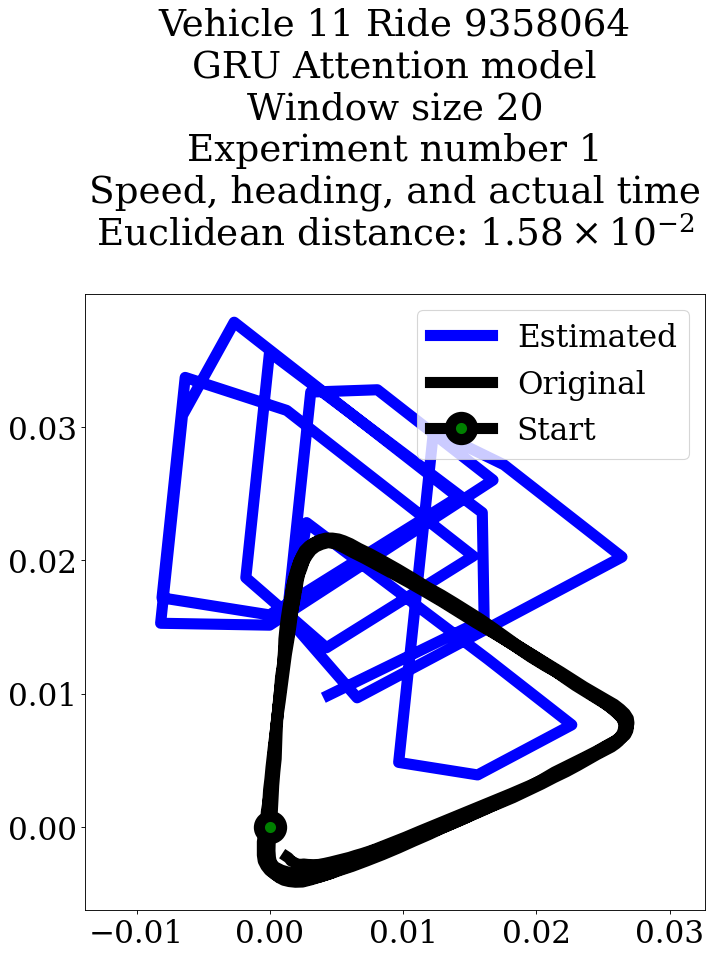 Vehicle 11 Ride 9358064
GRU Attention model
Window size 20
Experiment number 1
Speed, heading, and actual time
Euclidean distance: 1.58 × 10⁻²
Estimated
Original
Start
0.03
0.02
0.01
0.00
−0.01 0.00 0.01 0.02 0.03